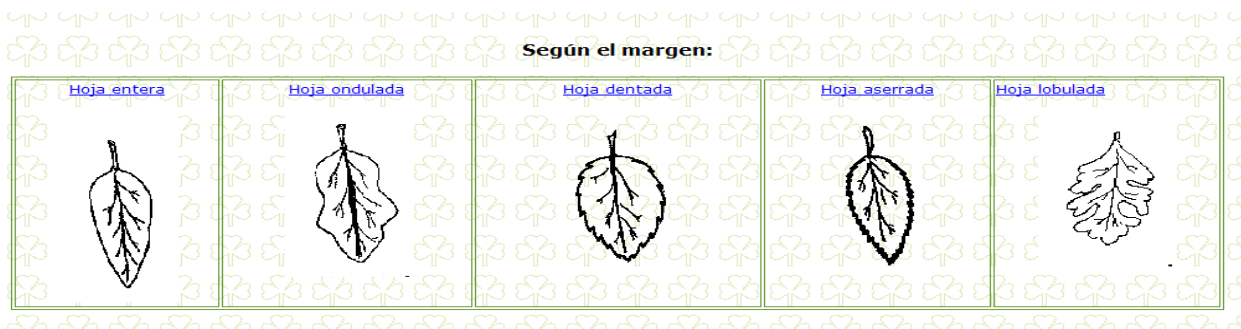 Según el margen:
Hoja entera
Hoja ondulada
Hoja dentada
Hoja aserrada
Hoja lobulada